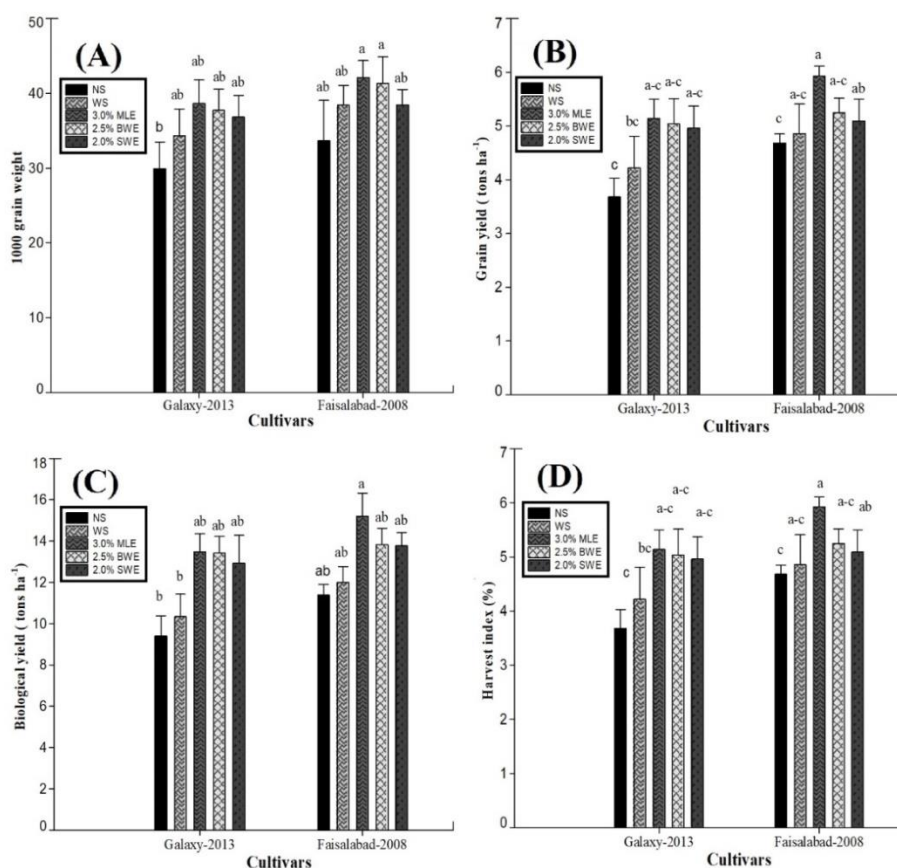 (A)
1000 grain weight
50
40
30
20
10
0
NS
WS
3.0% MLE
2.5% BWE
2.0% SWE
b ab ab ab ab
ab ab a a ab
Galaxy-2013 Faisalabad-2008
Cultivars
(B)
Grain yield ( tons ha-1)
7
6
5
4
3
2
1
0
NS
WS
3.0% MLE
2.5% BWE
2.0% SWE
c bc a-c a-c a-c
c a-c a a-c ab
Galaxy-2013 Faisalabad-2008
Cultivars
(C)
Biological yield ( tons ha-1)
18
16
14
12
10
8
6
4
2
0
NS
WS
3.0% MLE
2.5% BWE
2.0% SWE
b b ab ab ab
ab ab a ab ab
Galaxy-2013 Faisalabad-2008
Cultivars
(D)
Harvest index (%)
7
6
5
4
3
2
1
0
NS
WS
3.0% MLE
2.5% BWE
2.0% SWE
c bc a-c a-c a-c
c a-c a a-c ab
Galaxy-2013 Faisalabad-2008
Cultivars